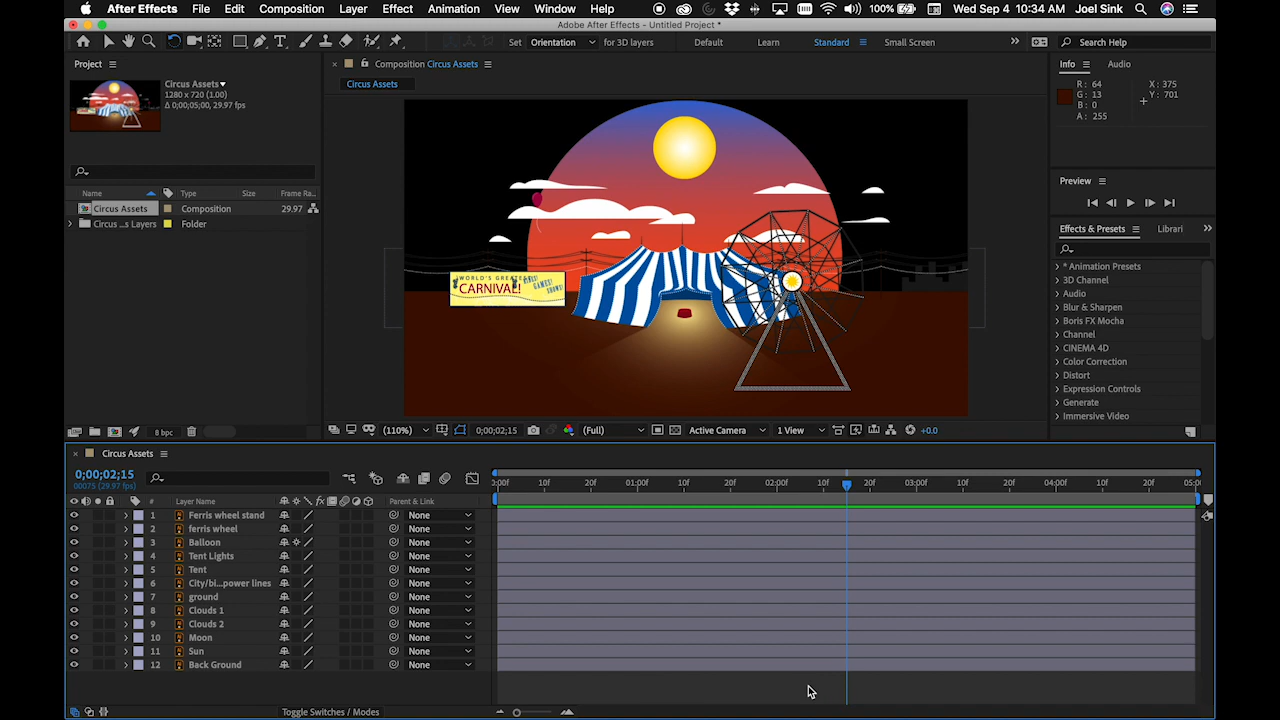 After Effects File Edit Composition Layer Effect Animation View Window Help 100% Wed Sep 4 10:34 AM Joel Sink
Adobe After Effects - Untitled Project *
Set Orientation for 3D layers Default Learn Standard Small Screen Search Help
Project
Circus Assets
1280 x 720 (1.00)
Δ 0;00;05;00, 29.97 fps
Name Type Size Frame Ra...
Circus Assets Composition 29.97
Circus ...s Layers Folder
8 bpc
Composition Circus Assets
Circus Assets
WORLD'S GREATEST
CARNIVAL!
GAMES!
(110%) 0;00;02;15 (Full) Active Camera 1 View +0.0
Info Audio
R: 64 X: 375
G: 13 Y: 701
B: 0
A: 255
Preview
Effects & Presets Librari
* Animation Presets
3D Channel
Audio
Blur & Sharpen
Boris FX Mocha
Channel
CINEMA 4D
Color Correction
Distort
Expression Controls
Generate
Immersive Video
Circus Assets
0;00;02;15
00075 (29.97 fps)
:00f 10f 20f 01:00f 10f 20f 02:00f 10f 20f 03:00f 10f 20f 04:00f 10f 20f 05:0
# Layer Name fx Parent & Link
1 Ferris wheel stand None
2 ferris wheel None
3 Balloon None
4 Tent Lights None
5 Tent None
6 City/bi...power lines None
7 ground None
8 Clouds 1 None
9 Clouds 2 None
10 Moon None
11 Sun None
12 Back Ground None
Toggle Switches / Modes